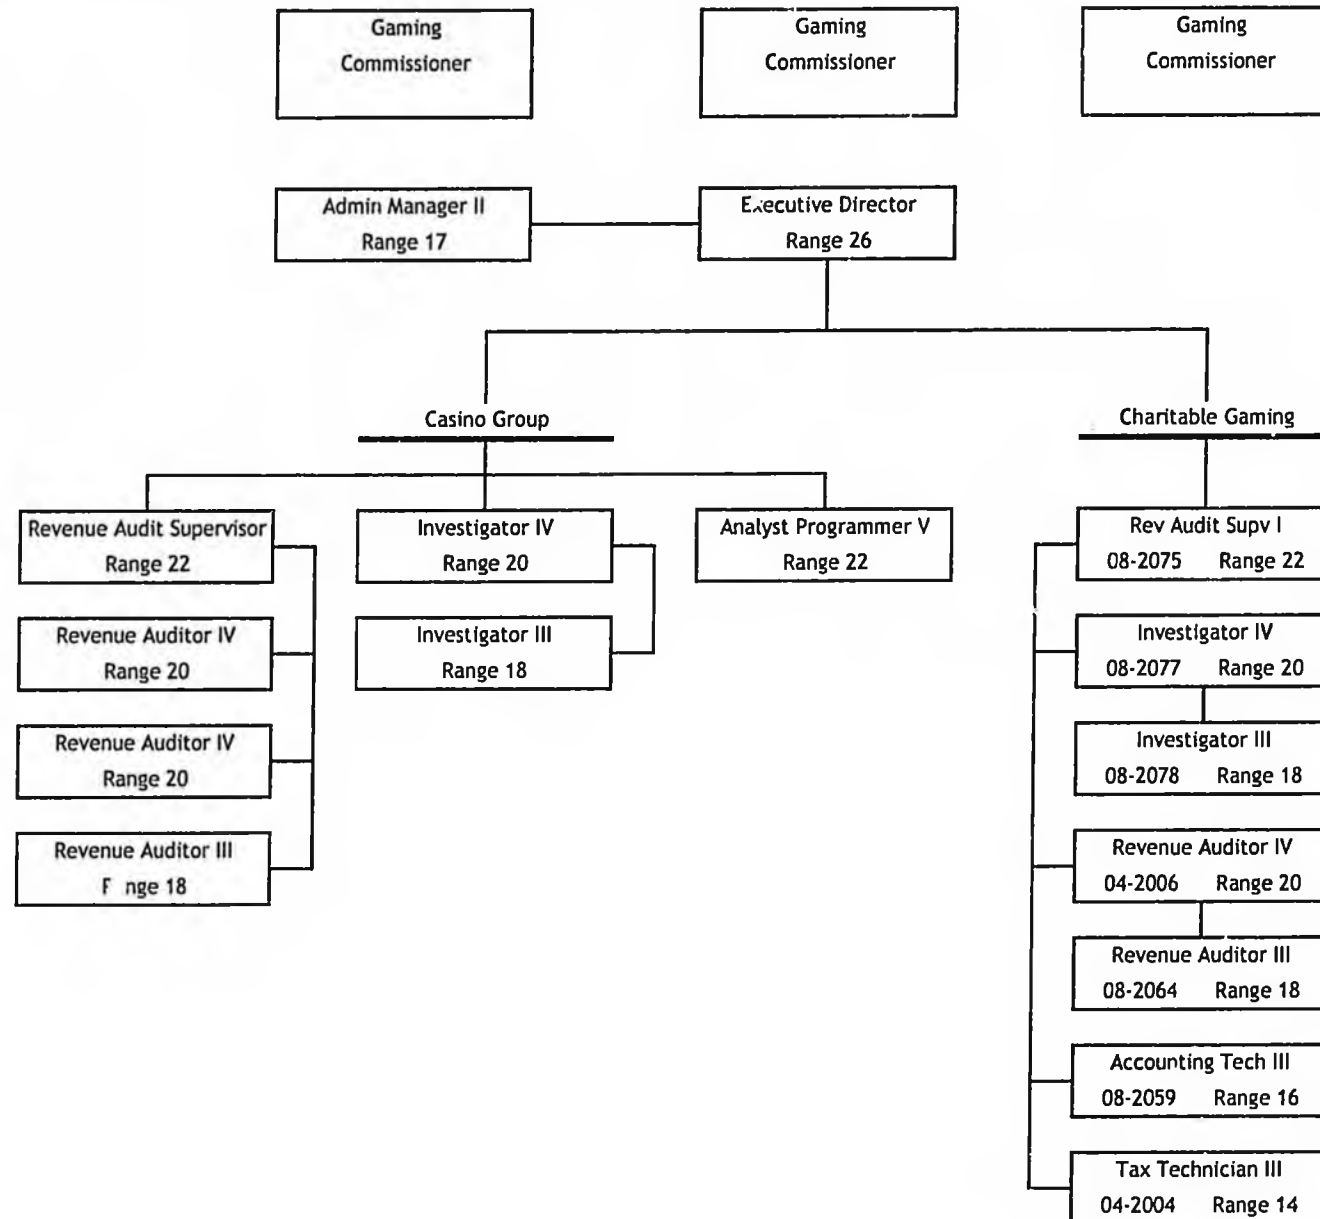 Gaming
Commissioner
Gaming
Commissioner
Gaming
Commissioner
Admin Manager II
Range 17
Executive Director
Range 26
Casino Group
Charitable Gaming
Revenue Audit Supervisor
Range 22
Investigator IV
Range 20
Analyst Programmer V
Range 22
Rev Audit Supv I
08-2075 Range 22
Revenue Auditor IV
Range 20
Investigator III
Range 18
Investigator IV
08-2077 Range 20
Revenue Auditor IV
Range 20
Investigator III
08-2078 Range 18
Revenue Auditor III
18
Revenue Auditor IV
04-2006 Range 20
Revenue Auditor III
08-2064 Range 18
Accounting Tech III
08-2059 Range 16
Tax Technician III
04-2004 Range 14